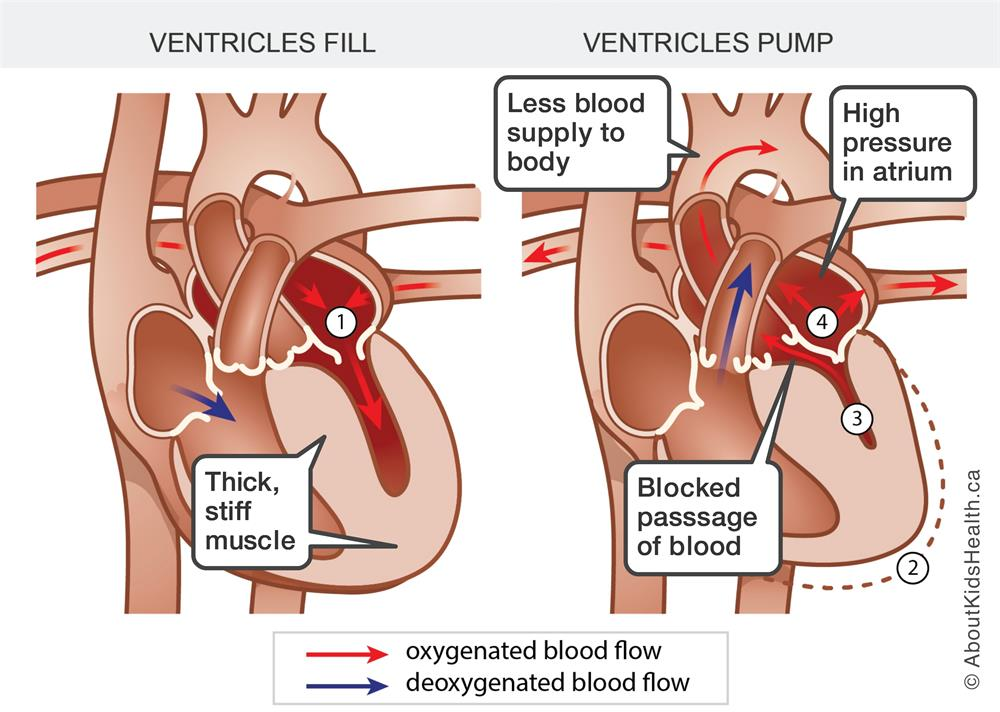 VENTRICLES FILL
VENTRICLES PUMP
Less blood
supply to
body
High
pressure
in atrium
1
4
3
Thick,
stiff
muscle
Blocked
passsage
of blood
2
oxygenated blood flow
deoxygenated blood flow
© AboutKidsHealth.ca